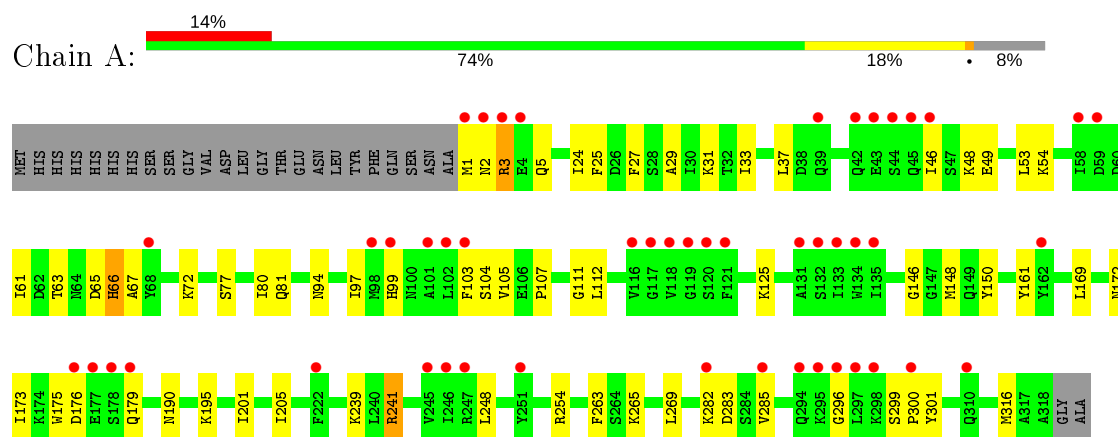 14%
Chain A:
74% 18% • 8%
MET HIS HIS HIS HIS HIS HIS SER SER GLY VAL ASP LEU GLY THR GLU ASN LEU TYR PHE GLN SER ASN ALA M1 N2 R3 E4 Q5 I24 F25 D26 F27 S28 A29 I30 K31 T32 I33 L37 D38 Q39 Q42 E43 S44 Q45 I46 S47 K48 E49 L53 K54 I58 D59 D60
I61 D62 T63 N64 D65 H66 A67 Y68 K72 S77 I80 Q81 N94 I97 M98 H99 N100 A101 L102 F103 S104 V105 E106 P107 G111 L112 V116 G117 V118 G119 S120 F121 K125 A131 S132 I133 W134 I135 G146 G147 M148 Q149 Y150 Y161 Y162 L169 N172
I173 K174 W175 D176 E177 S178 Q179 N190 K195 I201 I205 F222 K239 L240 R241 V245 I246 R247 L248 Y251 R254 F263 S264 K265 L269 K282 D283 S284 V285 Q294 K295 G296 L297 K298 S299 P300 Y301 Q310 M316 A317 A318 GLY ALA